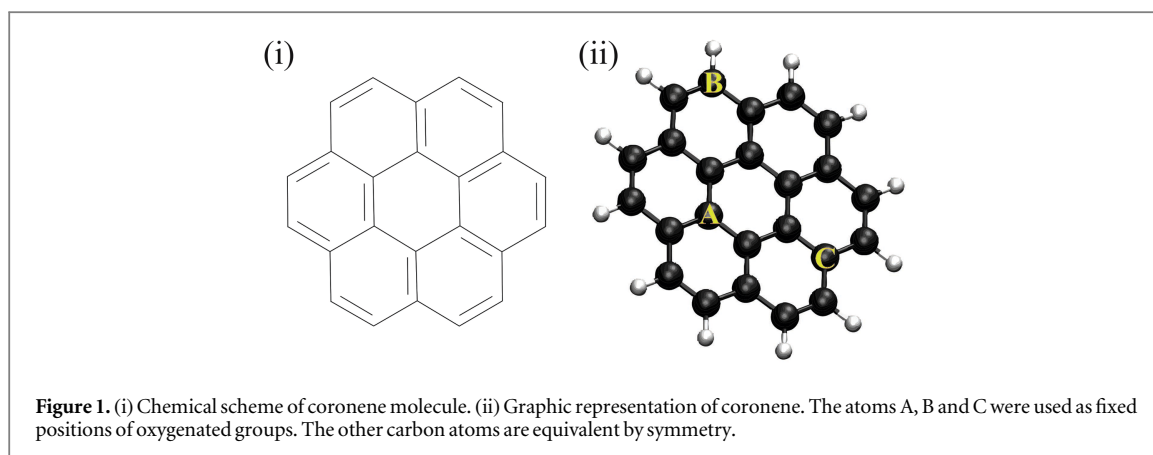 (i)
(ii)
B
A
C
Figure 1. (i) Chemical scheme of coronene molecule. (ii) Graphic representation of coronene. The atoms A, B and C were used as fixed
positions of oxygenated groups. The other carbon atoms are equivalent by symmetry.